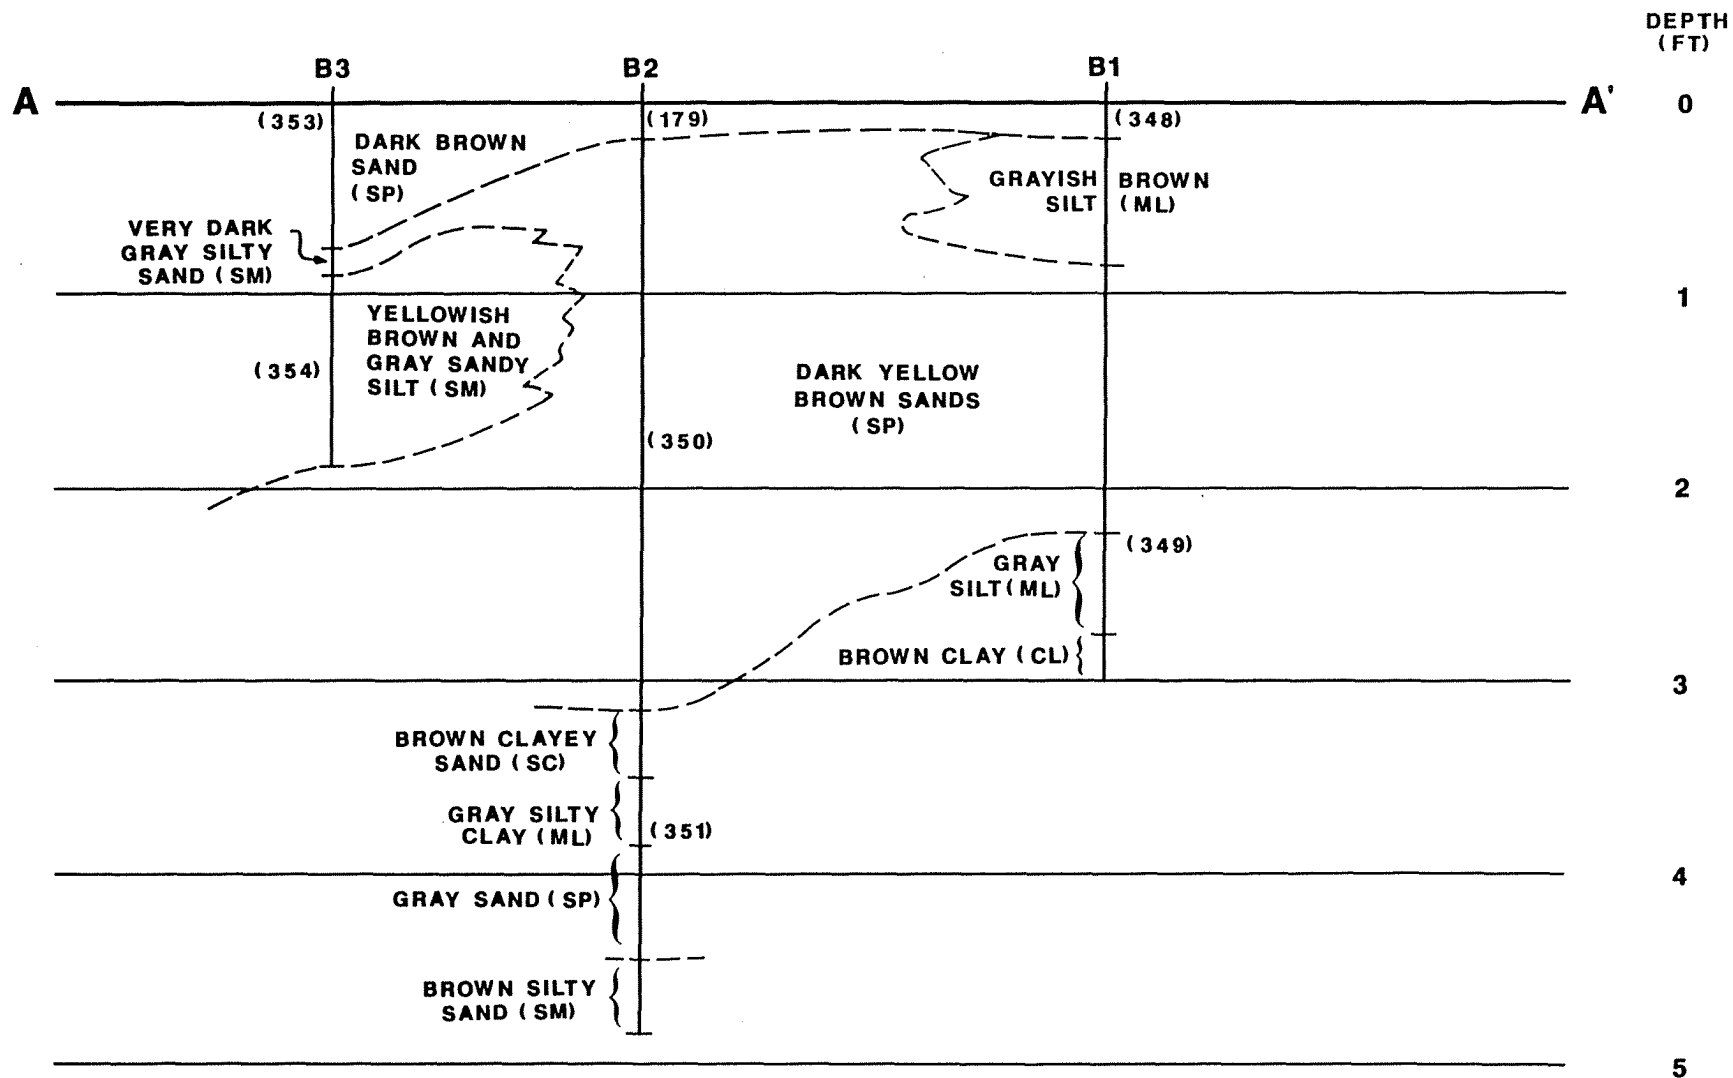 DEPTH
(FT)
B3
B2
B1
A
A'
0
(353)
(179)
(348)
DARK BROWN
SAND
(SP)
GRAYISH BROWN
SILT (ML)
VERY DARK
GRAY SILTY
SAND (SM)
1
YELLOWISH
BROWN AND
GRAY SANDY
SILT (SM)
(354)
DARK YELLOW
BROWN SANDS
(SP)
(350)
2
(349)
GRAY
SILT (ML)
BROWN CLAY (CL)
3
BROWN CLAYEY
SAND (SC)
GRAY SILTY
CLAY (ML)
(351)
4
GRAY SAND (SP)
BROWN SILTY
SAND (SM)
5